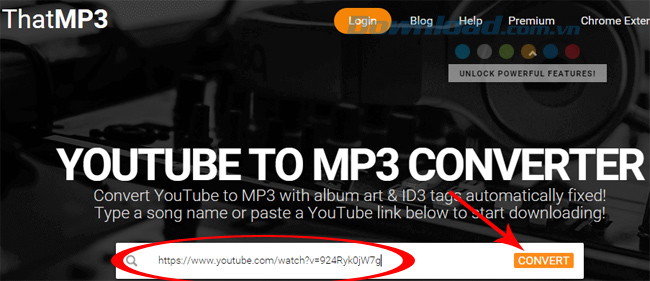 ThatMP3
Login Blog Help Premium Chrome Exter
Download.com.vn
UNLOCK POWERFUL FEATURES!
YOUTUBE TO MP3 CONVERTER
Convert YouTube to MP3 with album art & ID3 tags automatically fixed!
Type a song name or paste a YouTube link below to start downloading!
https://www.youtube.com/watch?v=924Ryk0jW7g
CONVERT